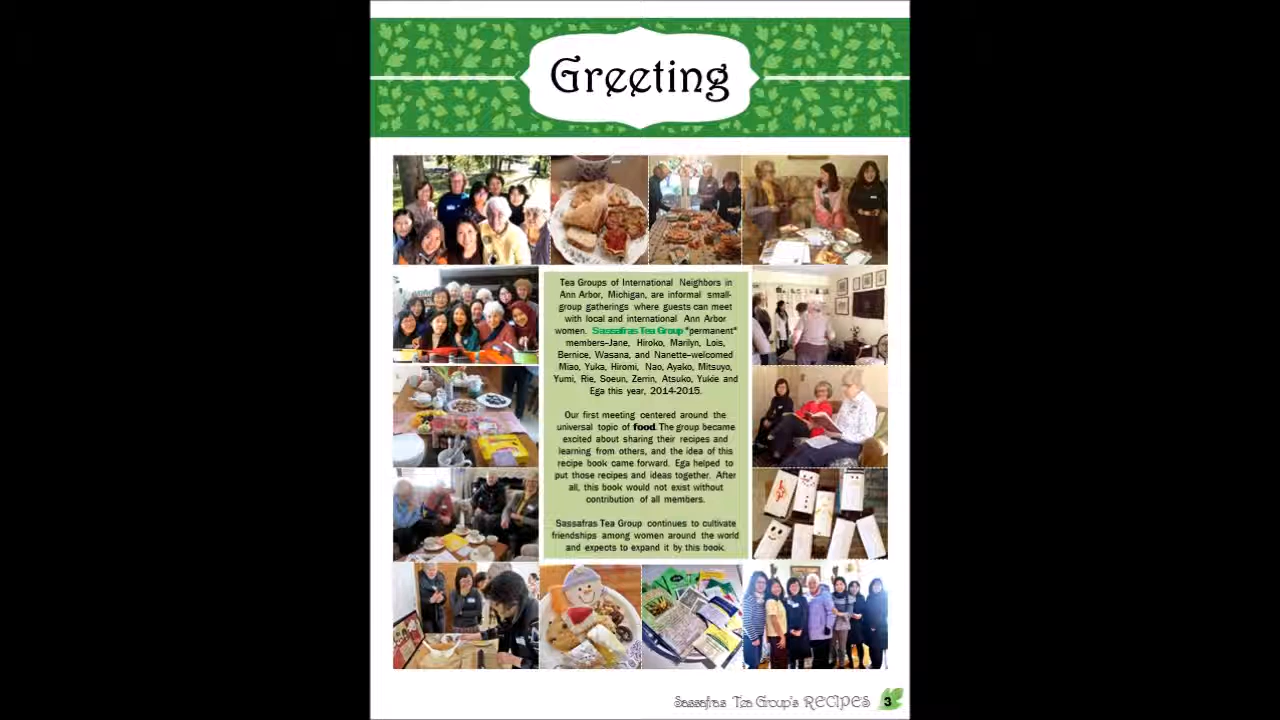 Greeting
Tea Groups of International Neighbors in
Ann Arbor, Michigan, are informal small-
group gatherings where guests can meet
with local and international Ann Arbor
women. Sassafras Tea Group "permanent"
members–Jane, Hiroko, Marilyn, Lois,
Bernice, Wasana, and Nanette–welcomed
Miao, Yuka, Hiromi, Nao, Ayako, Mitsuyo,
Yumi, Rie, Soeun, Zerrin, Atsuko, Yukie and
Ega this year, 2014-2015.
Our first meeting centered around the
universal topic of food. The group became
excited about sharing their recipes and
learning from others, and the idea of this
recipe book came forward. Ega helped to
put those recipes and ideas together. After
all, this book would not exist without
contribution of all members.
Sassafras Tea Group continues to cultivate
friendships among women around the world
and expects to expand it by this book.
Sassafras Tea Group's RECIPES 3